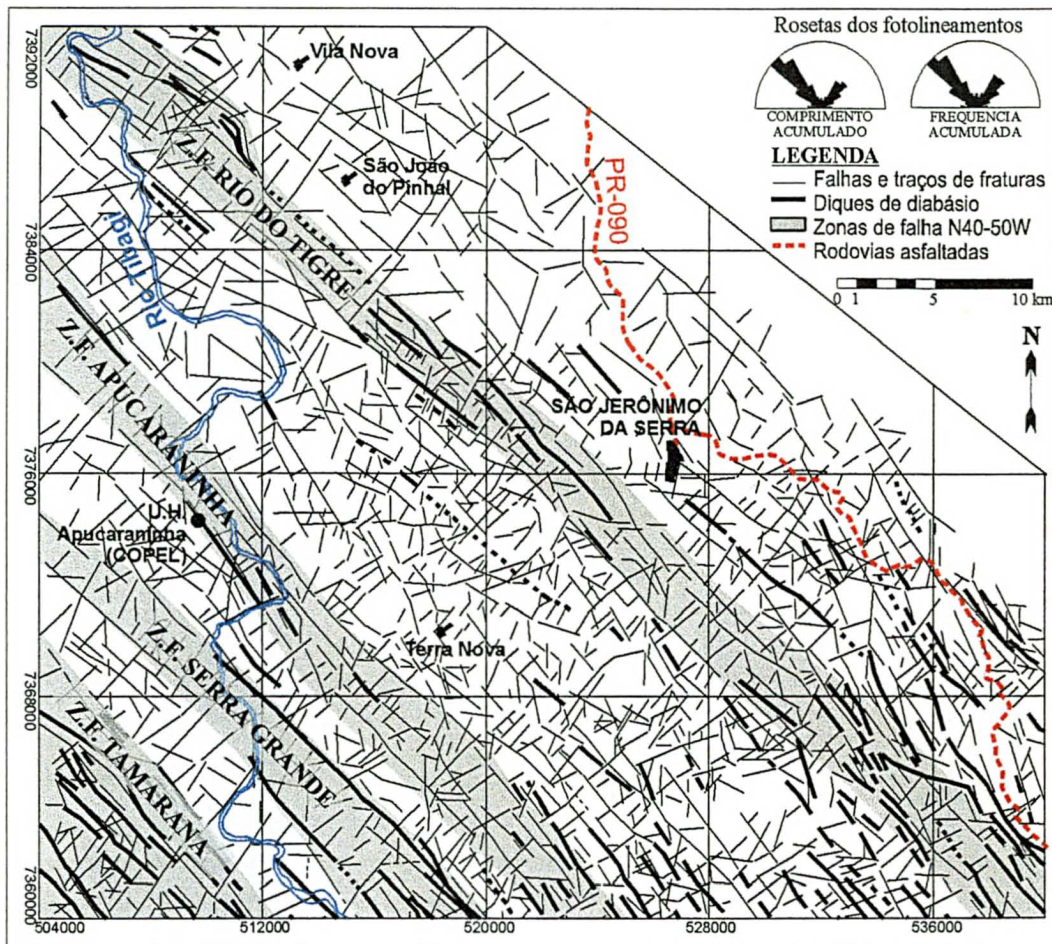 Rosetas dos fotolineamentos
COMPRIMENTO
ACUMULADO
FREQUENCIA
ACUMULADA
LEGENDA
Falhas e traços de fraturas
Diques de diabásio
Zonas de falha N40-50W
Rodovias asfaltadas
0 1 5 10 km
N
Vila Nova
São João
do Pinhal
PR-090
Z.F. RIO DO TIGRE
Rio Tibagi
Z.F. APUCARANINHA
SÃO JERÔNIMO
DA SERRA
U.H.
Apucaraninha
(COPEL)
Terra Nova
Z.F. SERRA GRANDE
Z.F. TAMARANA
7392000
7384000
7376000
7368000
7360000
504000
512000
520000
528000
536000